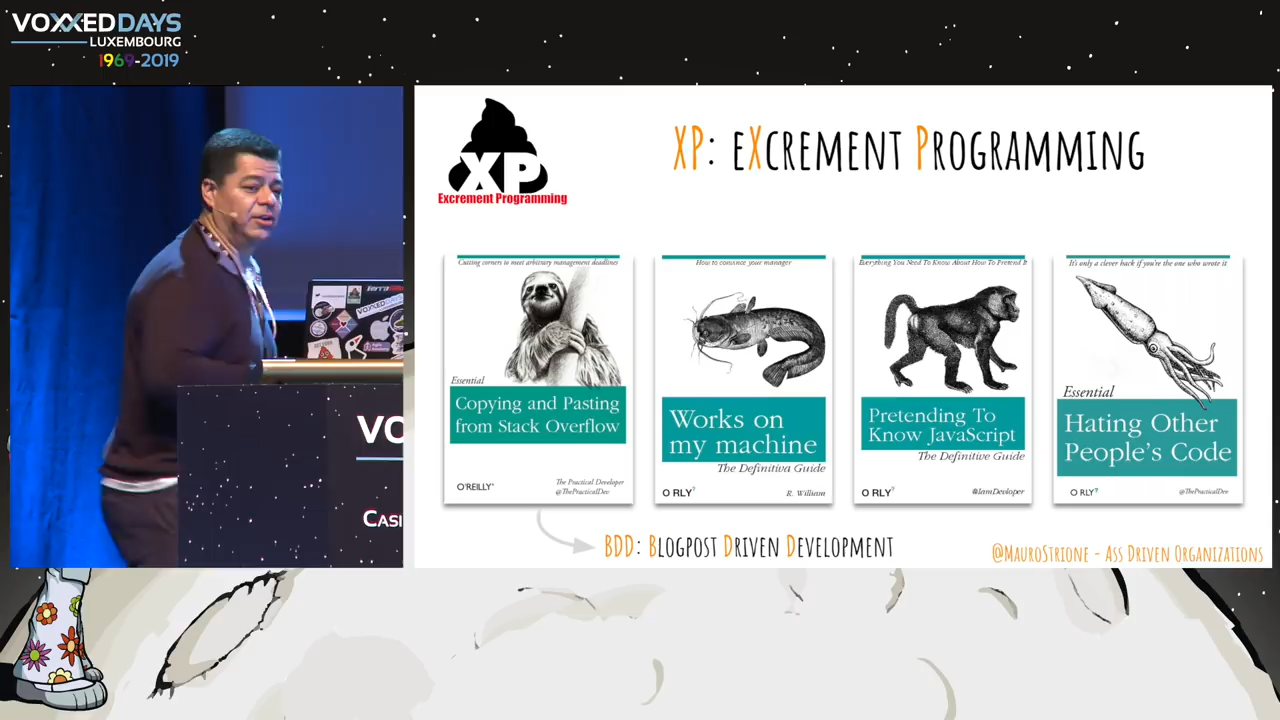 VOXXEDDAYS
LUXEMBOURG
1969-2019
XP
Excrement Programming
XP: EXCREMENT PROGRAMMING
Cutting corners to meet arbitrary management deadlines
Essential
Copying and Pasting
from Stack Overflow
O'REILLY®
The Practical Developer
@ThePracticalDev
How to convince your manager
Works on
my machine
The Definitiva Guide
O RLY?
R. William
Everything You Need To Know About How To Pretend It
Pretending To
Know JavaScript
The Definitive Guide
O RLY?
@IamDevloper
It's only a clever hack if you're the one who wrote it
Essential
Hating Other
People's Code
O RLY?
@ThePracticalDev
BDD: BLOGPOST DRIVEN DEVELOPMENT
@MAUROSTRIONE - ASS DRIVEN ORGANIZATIONS
VOXXEDDAYS
VO
CASI